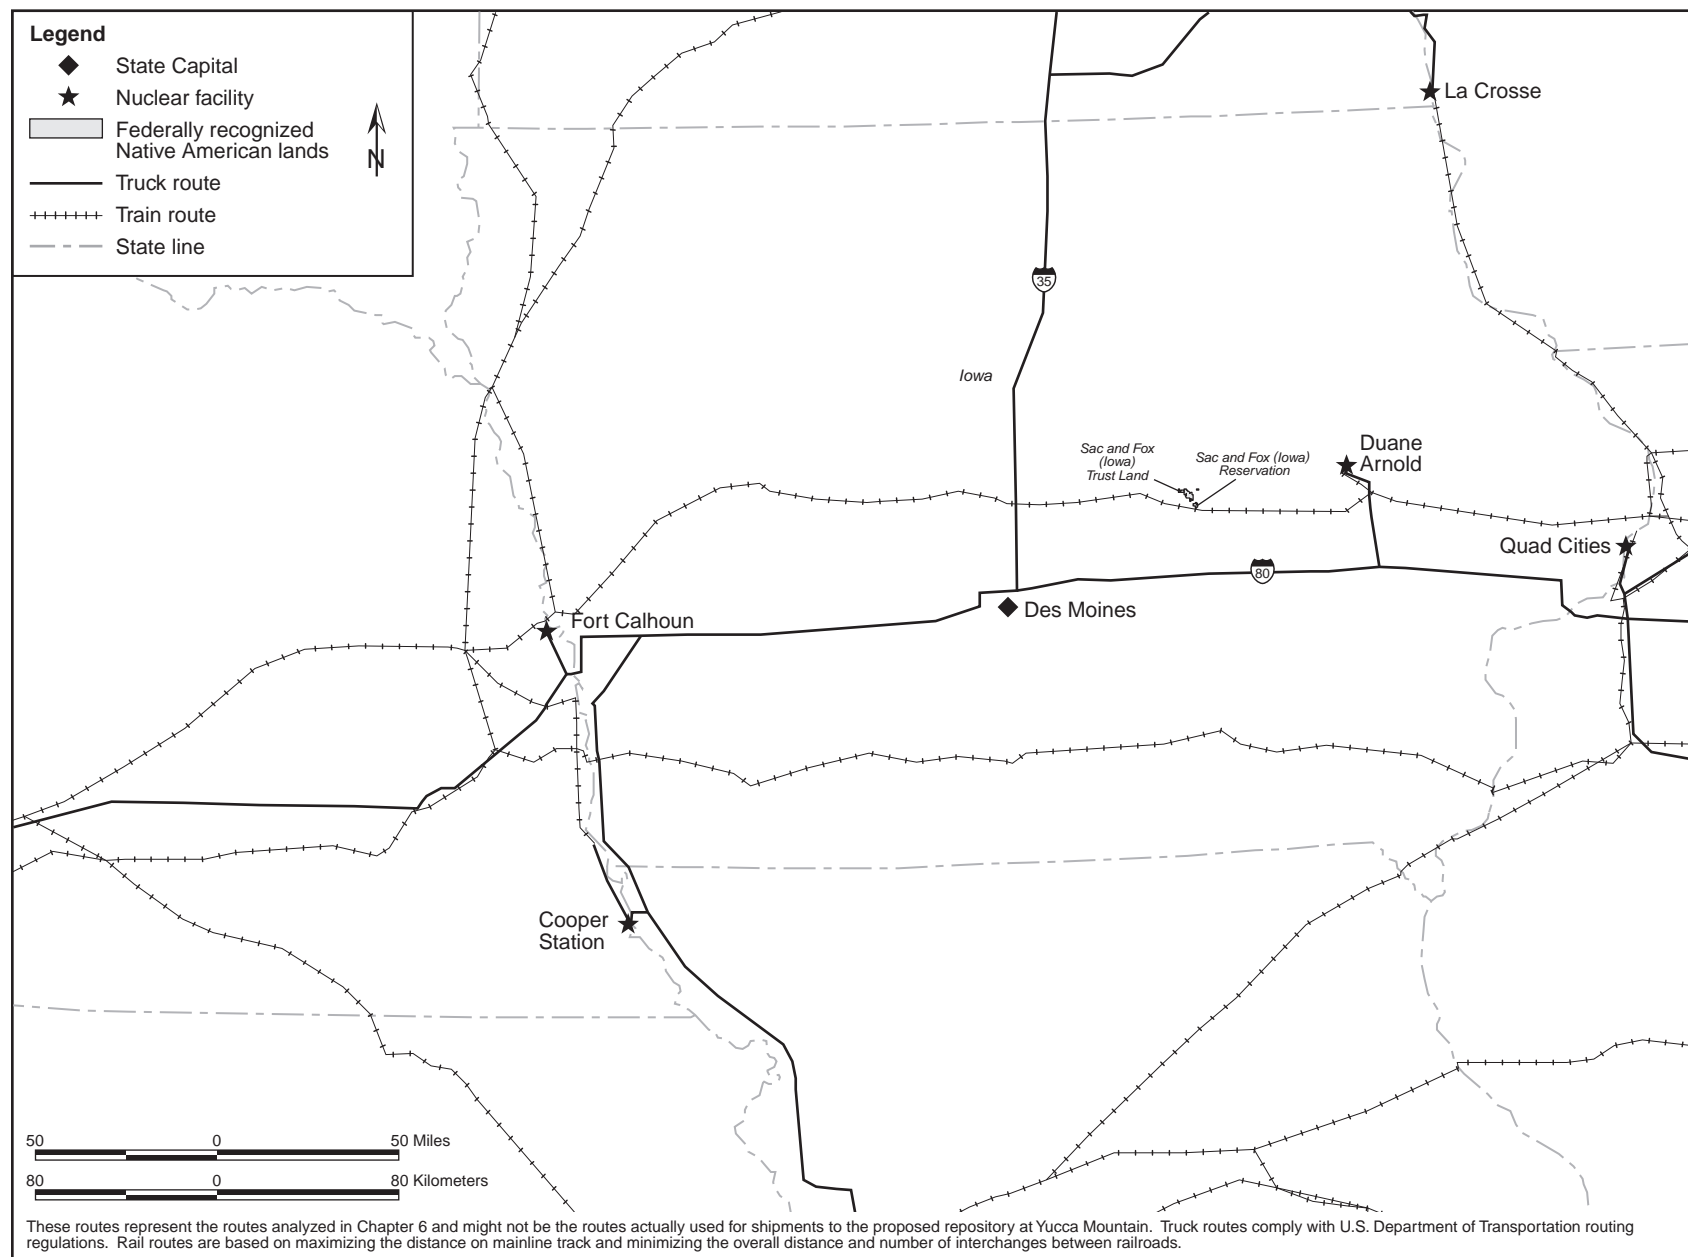 Legend
State Capital
Nuclear facility
Federally recognized
Native American lands
N
Truck route
Train route
State line
La Crosse
35
Iowa
Duane
Arnold
Sac and Fox
(Iowa)
Trust Land
Sac and Fox (Iowa)
Reservation
Quad Cities
80
Des Moines
Fort Calhoun
Cooper
Station
50 0 50 Miles
80 0 80 Kilometers
These routes represent the routes analyzed in Chapter 6 and might not be the routes actually used for shipments to the proposed repository at Yucca Mountain. Truck routes comply with U.S. Department of Transportation routing
regulations. Rail routes are based on maximizing the distance on mainline track and minimizing the overall distance and number of interchanges between railroads.